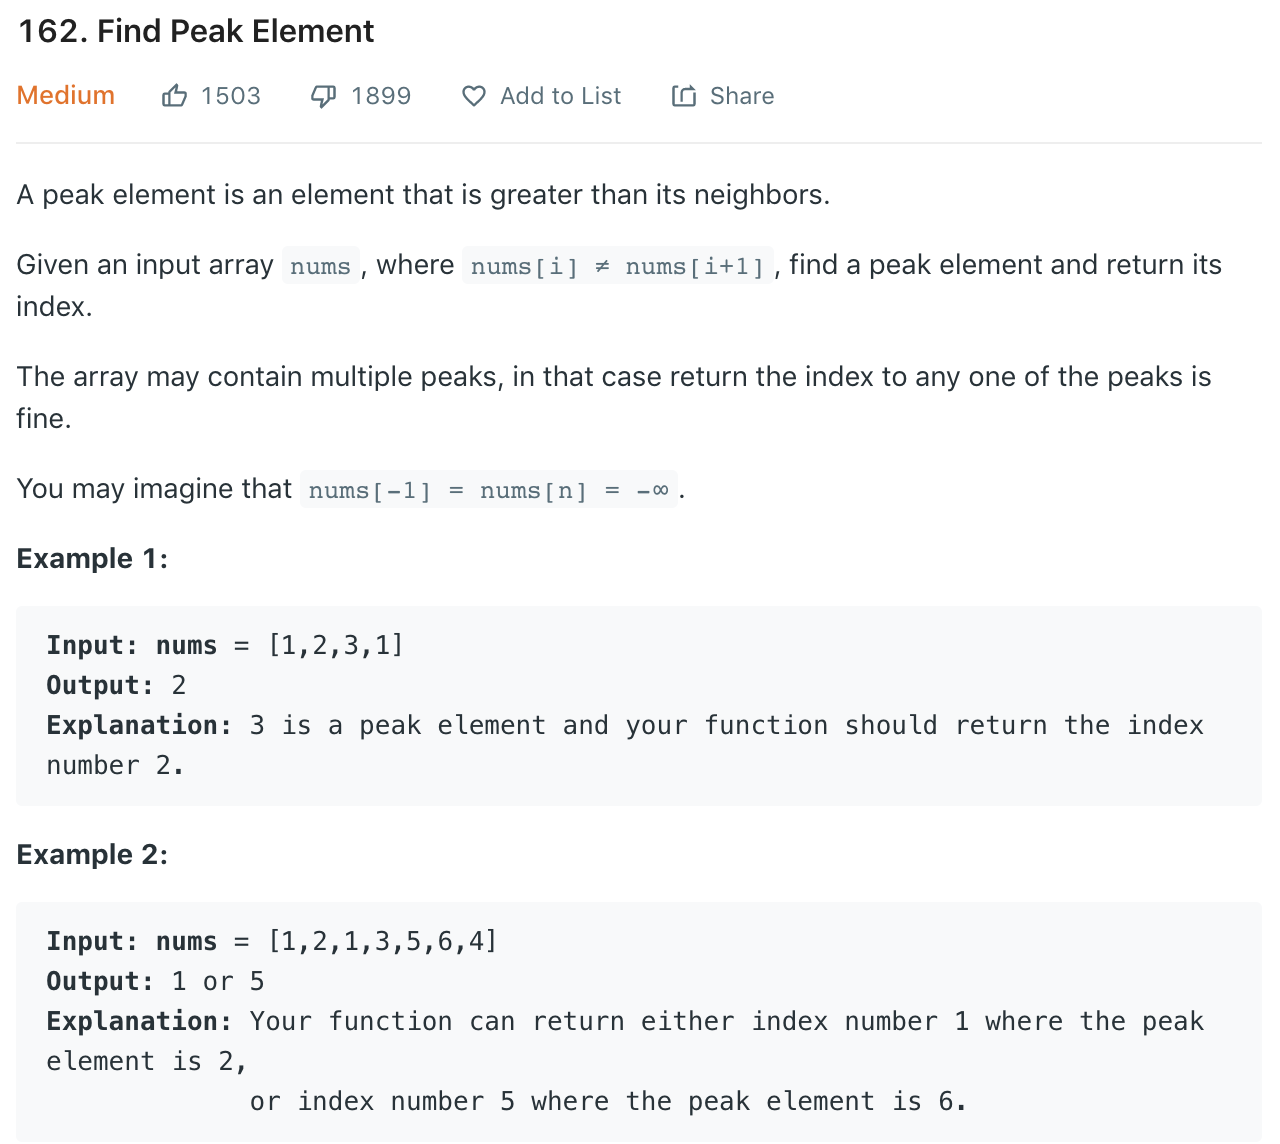 162. Find Peak Element
Medium 1503 1899 Add to List Share
A peak element is an element that is greater than its neighbors.
Given an input array nums , where nums[i] ≠ nums[i+1] , find a peak element and return its
index.
The array may contain multiple peaks, in that case return the index to any one of the peaks is
fine.
You may imagine that nums[-1] = nums[n] = -∞ .
Example 1:
Input: nums = [1,2,3,1]
Output: 2
Explanation: 3 is a peak element and your function should return the index
number 2.
Example 2:
Input: nums = [1,2,1,3,5,6,4]
Output: 1 or 5
Explanation: Your function can return either index number 1 where the peak
element is 2,
or index number 5 where the peak element is 6.